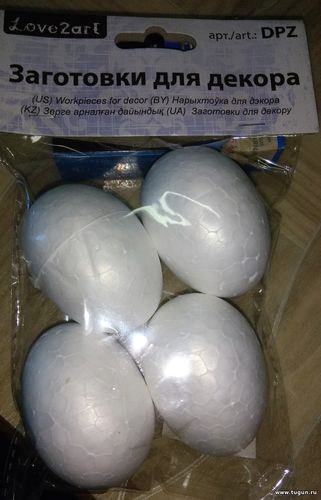 Love2art
арт./art.: DPZ
Заготовки для декора
(US) Workpieces for decor (BY) Нарыхтоўка для дэкора
(KZ) Зерге арналған дайындық (UA) Заготовки для декору
www.tugun.ru